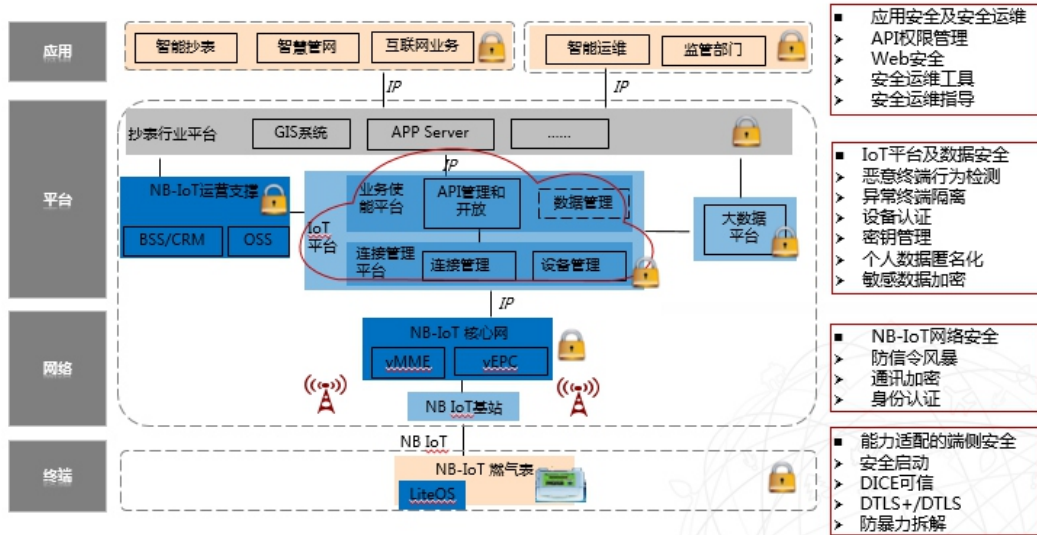 应用
智能抄表
智慧管网
互联网业务
智能运维
监管部门
IP
IP
平台
抄表行业平台
GIS系统
APP Server
......
IP
NB-IoT运营支撑
BSS/CRM
OSS
IoT
平台
业务使
能平台
API管理和
开放
数据管理
连接管理
平台
连接管理
设备管理
大数据
平台
IP
网络
NB-IoT 核心网
vMME
vEPC
NB IoT基站
NB IoT
终端
NB-IoT 燃气表
LiteOS
■ 应用安全及安全运维
➢ API权限管理
➢ Web安全
➢ 安全运维工具
➢ 安全运维指导
■ IoT平台及数据安全
➢ 恶意终端行为检测
➢ 异常终端隔离
➢ 设备认证
➢ 密钥管理
➢ 个人数据匿名化
➢ 敏感数据加密
■ NB-IoT网络安全
➢ 防信令风暴
➢ 通讯加密
➢ 身份认证
■ 能力适配的端侧安全
➢ 安全启动
➢ DICE可信
➢ DTLS+/DTLS
➢ 防暴力拆解